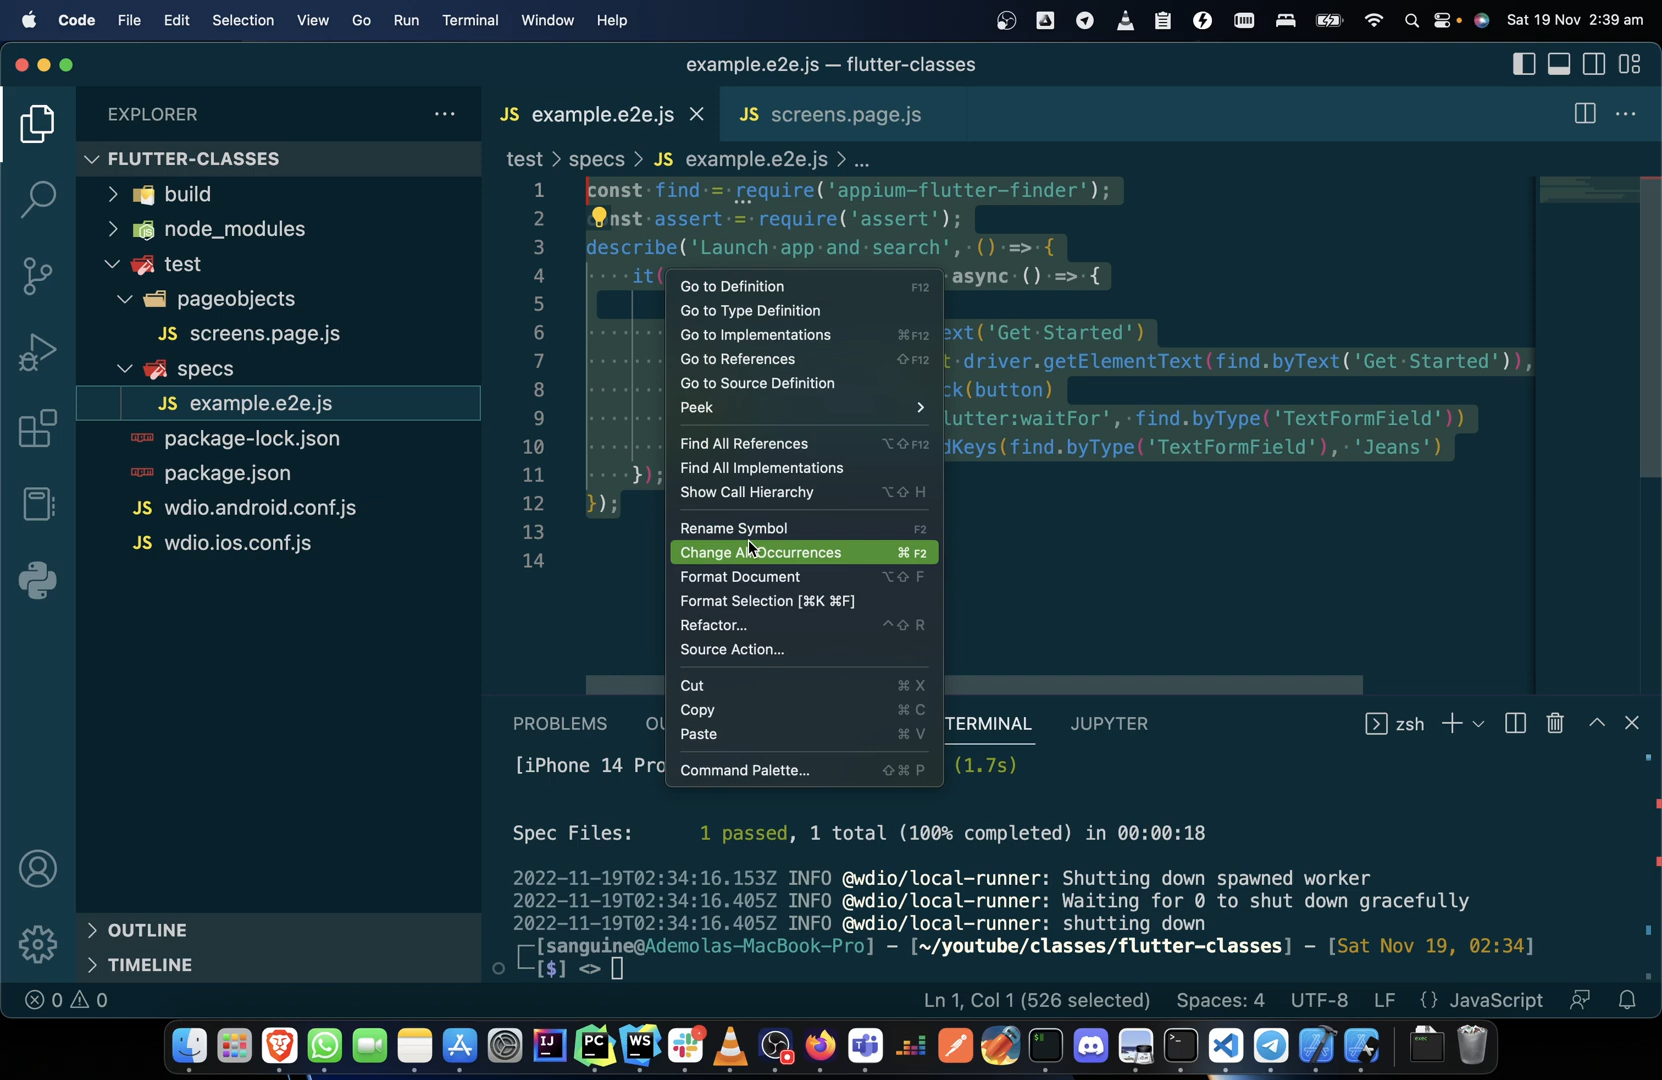 Code File Edit Selection View Go Run Terminal Window Help Sat 19 Nov 2:39 am
example.e2e.js — flutter-classes
EXPLORER
FLUTTER-CLASSES
build
node_modules
test
pageobjects
JS screens.page.js
specs
JS example.e2e.js
package-lock.json
package.json
JS wdio.android.conf.js
JS wdio.ios.conf.js
OUTLINE
TIMELINE
JS example.e2e.js
JS screens.page.js
test > specs > JS example.e2e.js > ...
1 const find = require('appium-flutter-finder');
2 nst assert = require('assert');
3 describe('Launch app and search', () => {
4 it( async () => {
5
6 ext('Get Started')
7 t driver.getElementText(find.byText('Get Started')),
8 ck(button)
9 lutter:waitFor', find.byType('TextFormField'))
10 dKeys(find.byType('TextFormField'), 'Jeans')
11 });
12 });
13
14
Go to Definition F12
Go to Type Definition
Go to Implementations ⌘F12
Go to References ⇧F12
Go to Source Definition
Peek
Find All References ⌥⇧F12
Find All Implementations
Show Call Hierarchy ⌥⇧ H
Rename Symbol F2
Change All Occurrences ⌘ F2
Format Document ⌥⇧ F
Format Selection [⌘K ⌘F]
Refactor... ^⇧ R
Source Action...
Cut ⌘ X
Copy ⌘ C
Paste ⌘ V
Command Palette... ⇧⌘ P
PROBLEMS OU TERMINAL JUPYTER zsh
[iPhone 14 Pro (1.7s)
Spec Files: 1 passed, 1 total (100% completed) in 00:00:18
2022-11-19T02:34:16.153Z INFO @wdio/local-runner: Shutting down spawned worker
2022-11-19T02:34:16.405Z INFO @wdio/local-runner: Waiting for 0 to shut down gracefully
2022-11-19T02:34:16.405Z INFO @wdio/local-runner: shutting down
[sanguine@Ademolas-MacBook-Pro] - [~/youtube/classes/flutter-classes] - [Sat Nov 19, 02:34]
[$] <>
0 0 Ln 1, Col 1 (526 selected) Spaces: 4 UTF-8 LF {} JavaScript
IJ PC WS